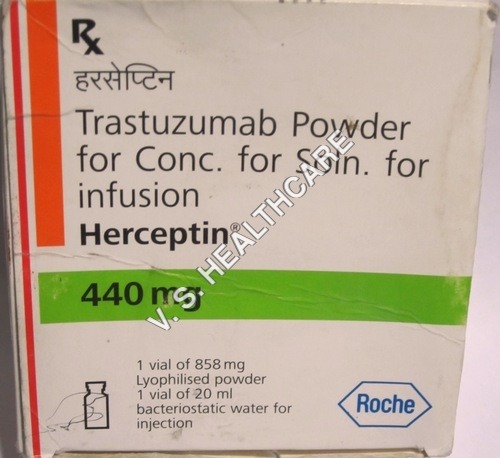 Rx
हरसेप्टिन
Trastuzumab Powder
for Conc. for Soln. for
infusion
Herceptin®
440 mg
V. S. HEALTHCARE
1 vial of 858 mg
Lyophilised powder
1 vial of 20 ml
bacteriostatic water for
injection
Roche